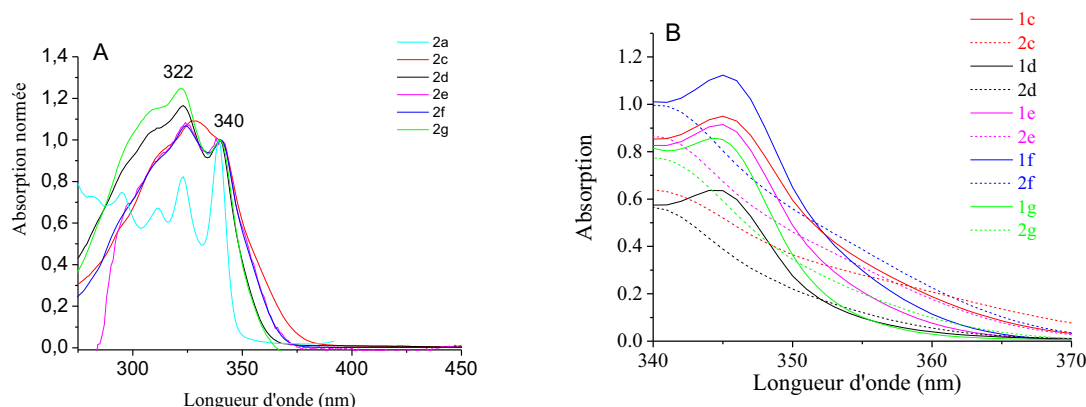 A
322
340
2a
2c
2d
2e
2f
2g
1,4
1,2
1,0
0,8
0,6
0,4
0,2
0,0
300
350
400
450
Absorption normée
Longueur d'onde (nm)
B
1c
2c
1d
2d
1e
2e
1f
2f
1g
2g
1.2
1.0
0.8
0.6
0.4
0.2
0.0
340
350
360
370
Absorption
Longueur d'onde (nm)